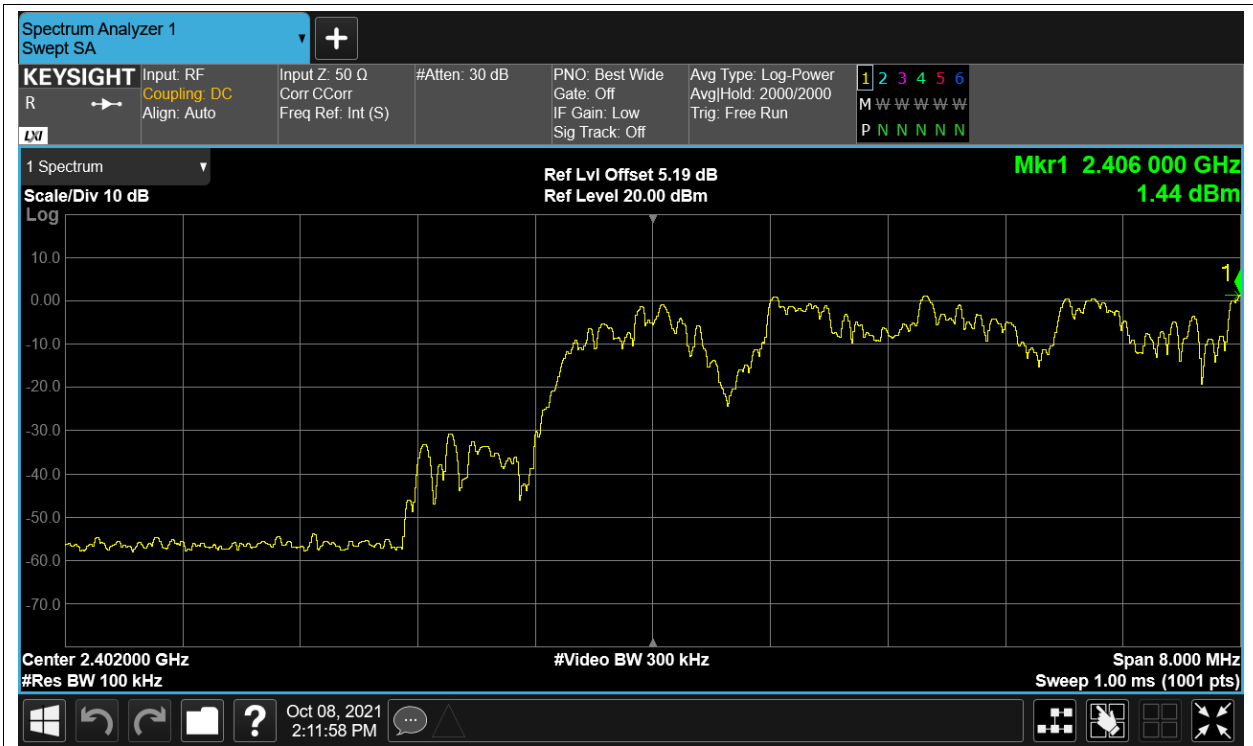 Spectrum Analyzer 1
Swept SA
KEYSIGHT
R
LXI
Input: RF
Coupling: DC
Align: Auto
Input Z: 50 Ω
Corr CCorr
Freq Ref: Int (S)
#Atten: 30 dB
PNO: Best Wide
Gate: Off
IF Gain: Low
Sig Track: Off
Avg Type: Log-Power
Avg|Hold: 2000/2000
Trig: Free Run
1 2 3 4 5 6
M W W W W W
P N N N N N
1 Spectrum
Scale/Div 10 dB
Log
Ref Lvl Offset 5.19 dB
Ref Level 20.00 dBm
Mkr1 2.406 000 GHz
1.44 dBm
10.0
1
0.00
-10.0
-20.0
-30.0
-40.0
-50.0
-60.0
-70.0
Center 2.402000 GHz
#Video BW 300 kHz
Span 8.000 MHz
#Res BW 100 kHz
Sweep 1.00 ms (1001 pts)
?
Oct 08, 2021
2:11:58 PM